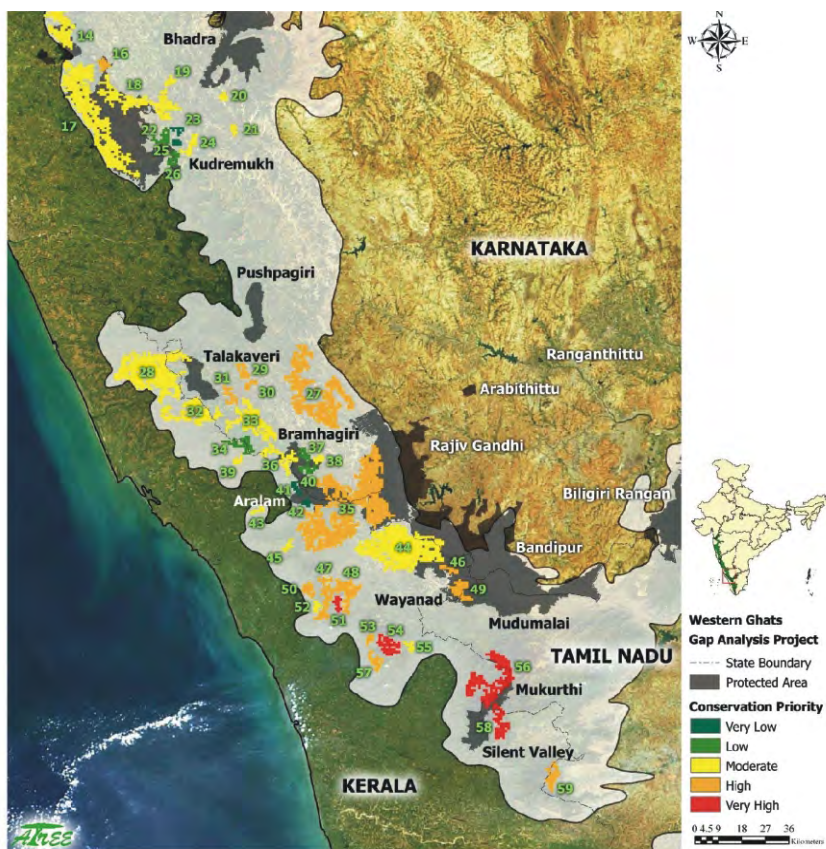 N
W E
S
Bhadra
14
16
19
18
20
17
23
21
22
24
25
Kudremukh
26
KARNATAKA
Pushpagiri
Ranganthittu
Talakaveri
29
28
31
Arabithittu
30
27
32
33
Bramhagiri
Rajiv Gandhi
34
37
36
38
39
40
Biligiri Rangan
41
Aralam
42
35
43
44
Bandipur
45
46
47
48
50
49
Wayanad
52
51
Mudumalai
53
54
55
TAMIL NADU
56
57
Mukurthi
58
Silent Valley
KERALA
59
ATREE
Western Ghats
Gap Analysis Project
State Boundary
Protected Area
Conservation Priority
Very Low
Low
Moderate
High
Very High
0 4.5 9 18 27 36
Kilometers